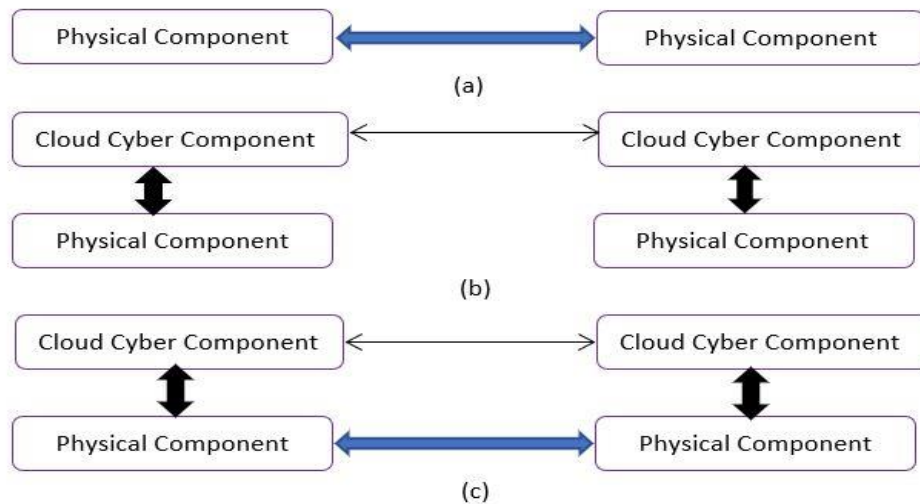 Physical Component Physical Component
(a)
Cloud Cyber Component Cloud Cyber Component
Physical Component Physical Component
(b)
Cloud Cyber Component Cloud Cyber Component
Physical Component Physical Component
(c)